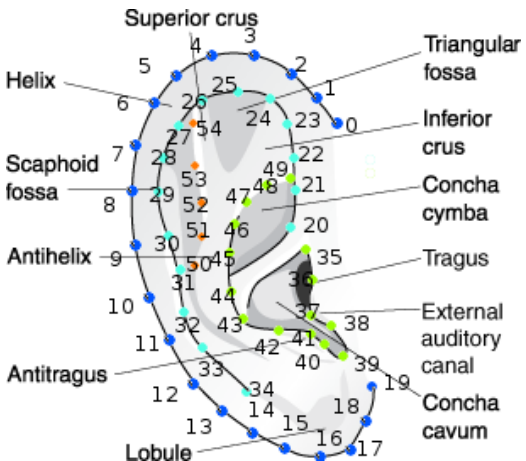 Superior crus
4
3
5
2
Triangular
fossa
Helix
25
1
6
26
24
23
0
27
54
Inferior
crus
7
28
22
Scaphoid
fossa
53
49
48
21
29
52
47
Concha
cymba
8
51
46
20
30
Antihelix
9
45
35
Tragus
50
36
31
44
10
37
External
auditory
canal
32
43
38
11
42
41
33
40
39
19
Antitragus
12
34
Concha
cavum
14
18
13
Lobule
15
16
17